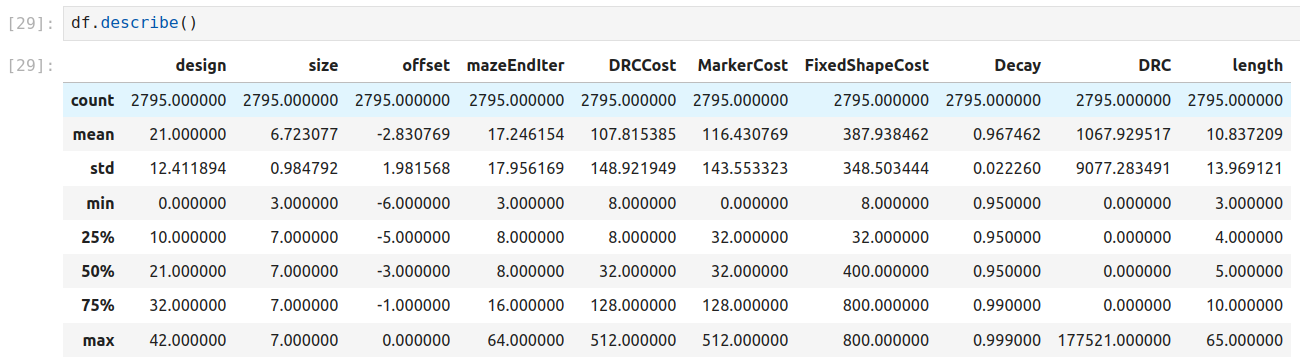 [29]: df.describe()
[29]: design size offset mazeEndIter DRCCost MarkerCost FixedShapeCost Decay DRC length
count 2795.000000 2795.000000 2795.000000 2795.000000 2795.000000 2795.000000 2795.000000 2795.000000 2795.000000 2795.000000
mean 21.000000 6.723077 -2.830769 17.246154 107.815385 116.430769 387.938462 0.967462 1067.929517 10.837209
std 12.411894 0.984792 1.981568 17.956169 148.921949 143.553323 348.503444 0.022260 9077.283491 13.969121
min 0.000000 3.000000 -6.000000 3.000000 8.000000 0.000000 8.000000 0.950000 0.000000 3.000000
25% 10.000000 7.000000 -5.000000 8.000000 8.000000 32.000000 32.000000 0.950000 0.000000 4.000000
50% 21.000000 7.000000 -3.000000 8.000000 32.000000 32.000000 400.000000 0.950000 0.000000 5.000000
75% 32.000000 7.000000 -1.000000 16.000000 128.000000 128.000000 800.000000 0.990000 0.000000 10.000000
max 42.000000 7.000000 0.000000 64.000000 512.000000 512.000000 800.000000 0.999000 177521.000000 65.000000